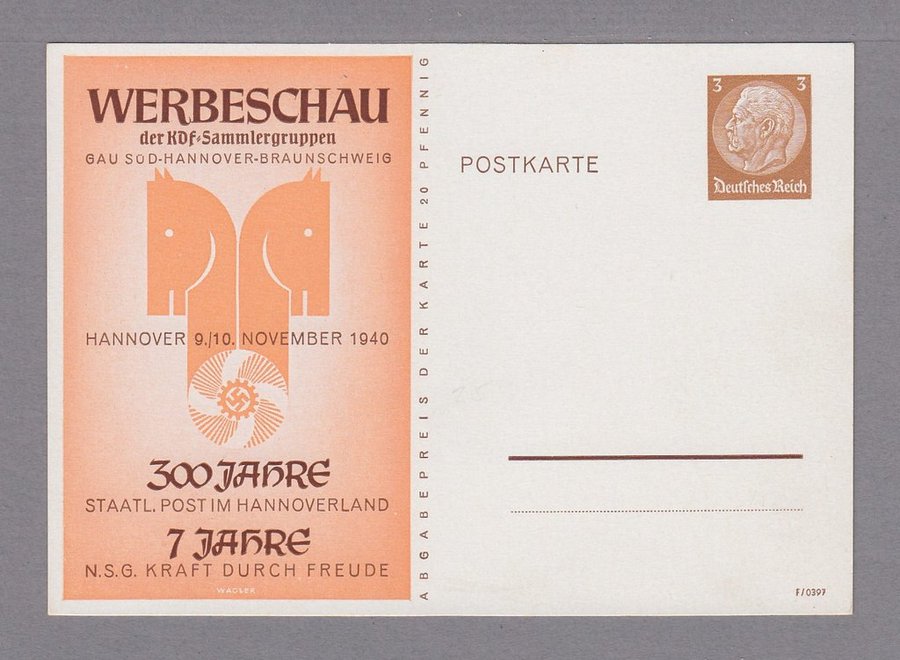 WERBESCHAU
der KDF-Sammlergruppen
GAU SÜD-HANNOVER-BRAUNSCHWEIG
HANNOVER 9./10. NOVEMBER 1940
300 JAHRE
STAATL. POST IM HANNOVERLAND
7 JAHRE
N.S.G. KRAFT DURCH FREUDE
WADLER
ABGABEPREIS DER KARTE 20 PFENNIG
POSTKARTE
3 3
Deutsches Reich
F/0397